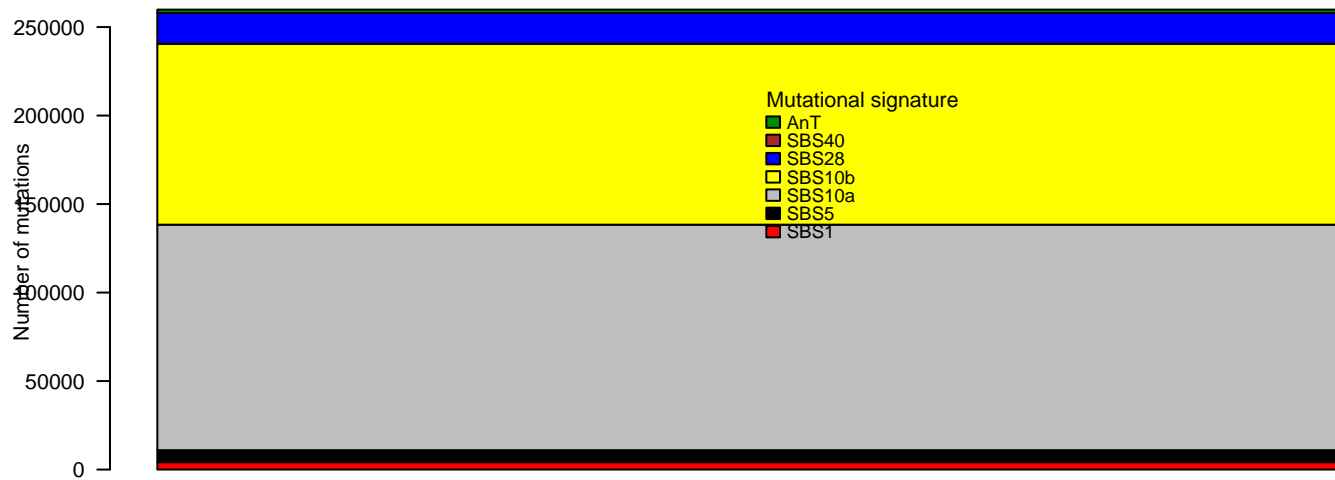 Number of mutations
250000
200000
150000
100000
50000
0
Mutational signature
AnT
SBS40
SBS28
SBS10b
SBS10a
SBS5
SBS1